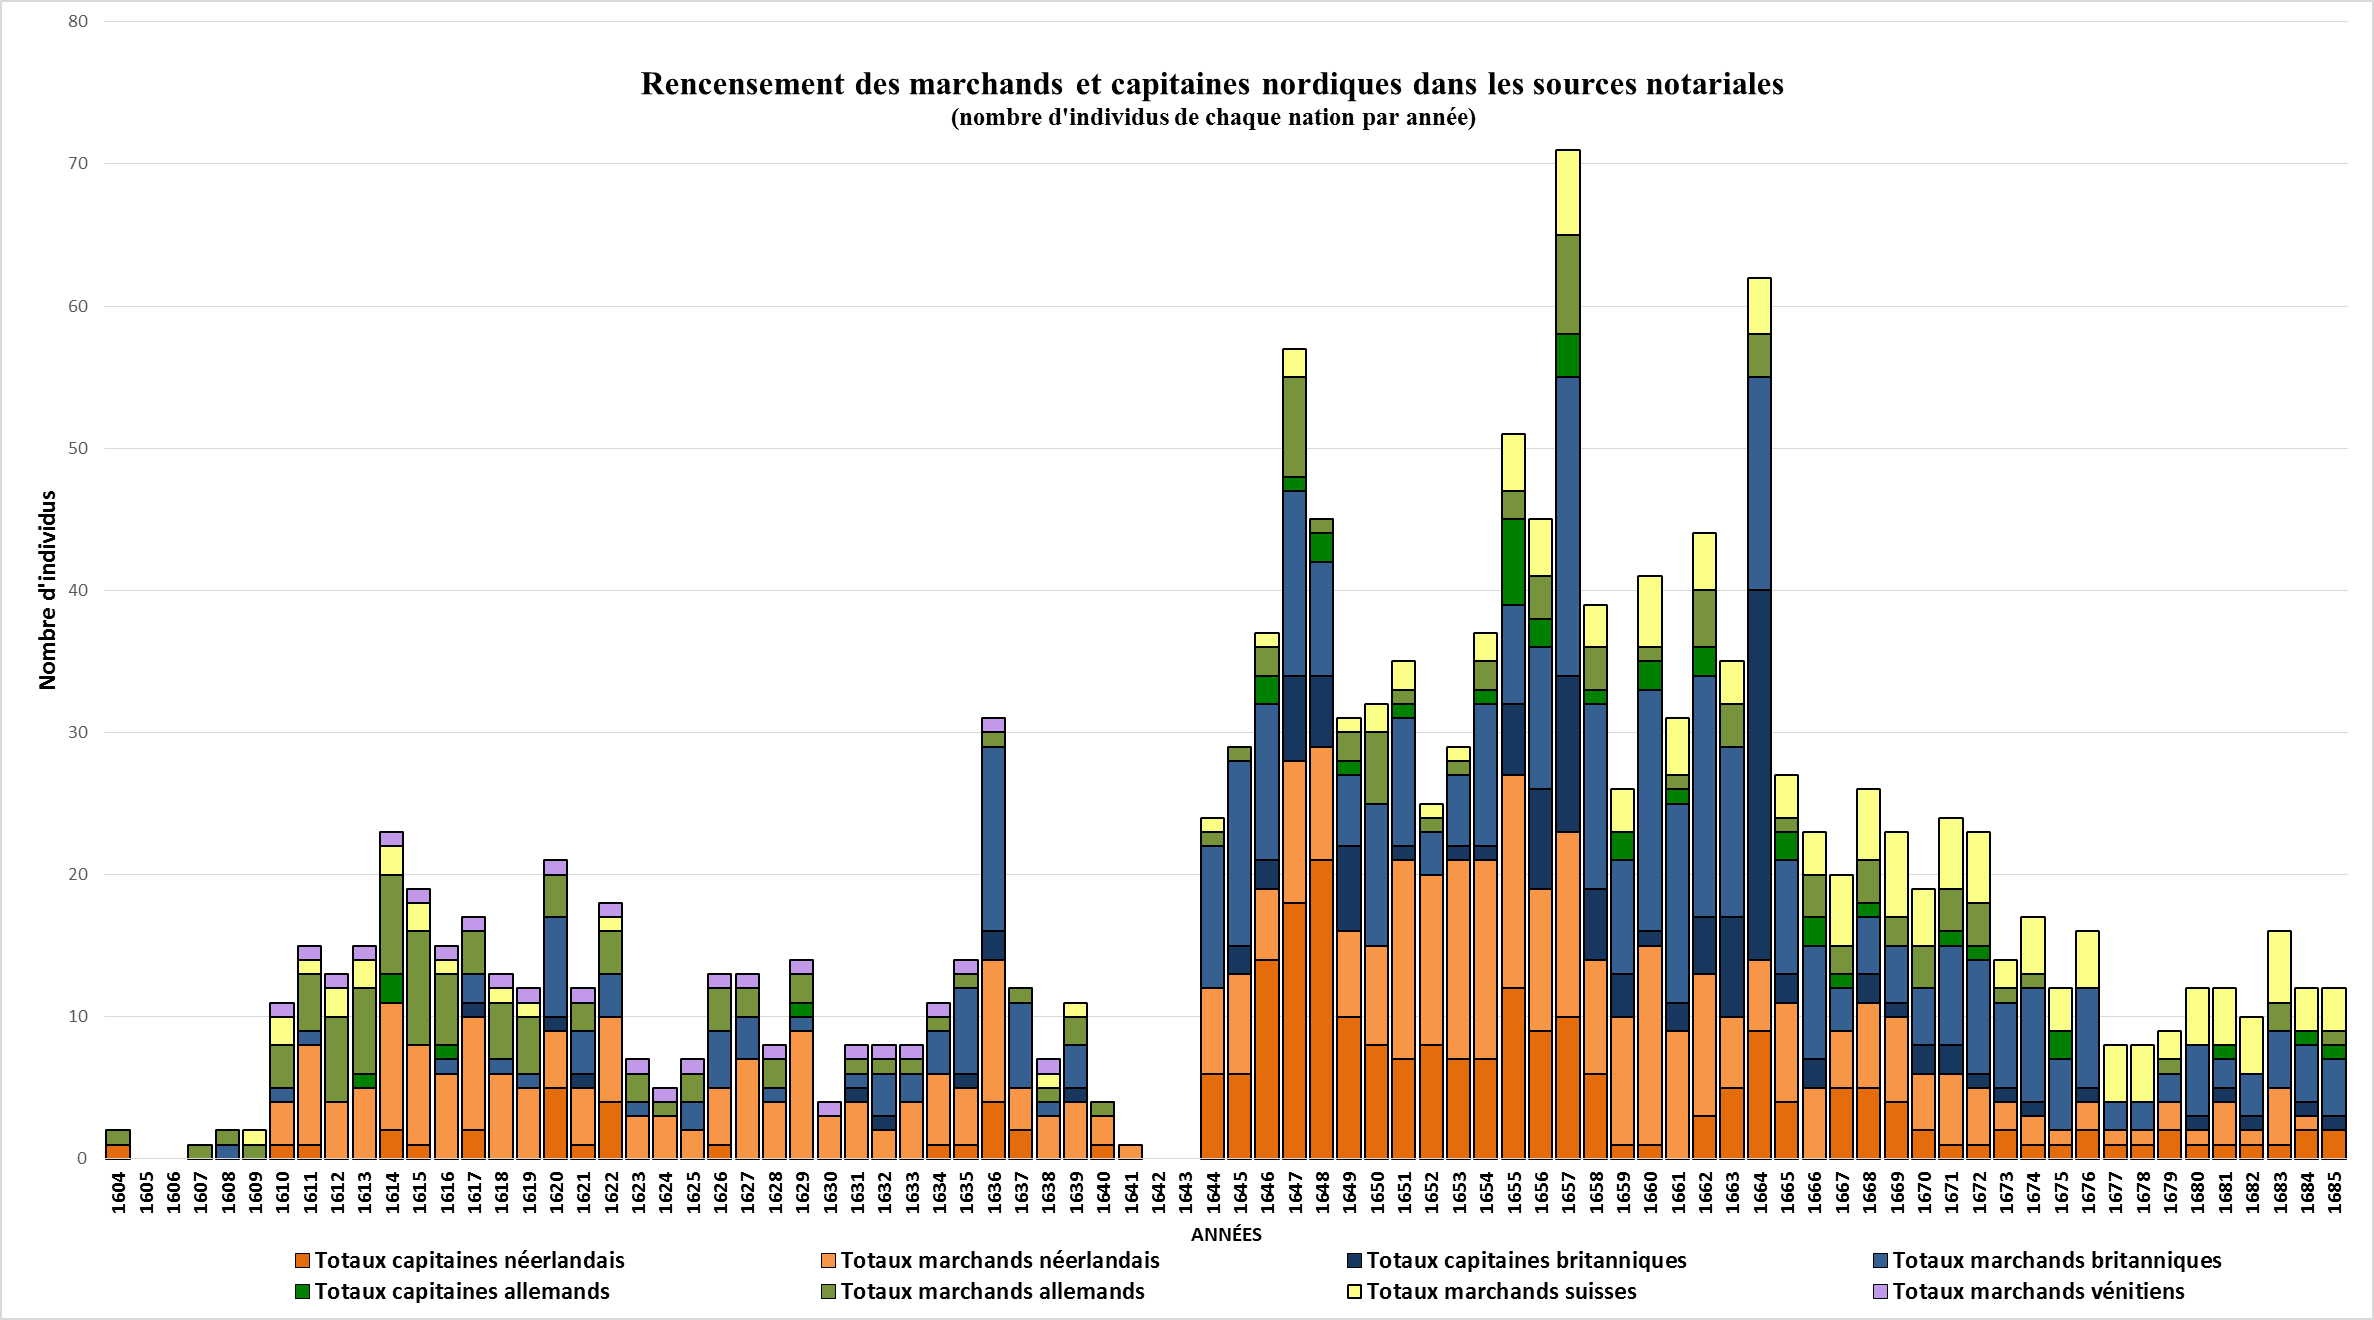 80
Rencensement des marchands et capitaines nordiques dans les sources notariales
(nombre d'individus de chaque nation par année)
70
60
50
40
30
20
10
0
Nombre d'individus
1604 1605 1606 1607 1608 1609 1610 1611 1612 1613 1614 1615 1616 1617 1618 1619 1620 1621 1622 1623 1624 1625 1626 1627 1628 1629 1630 1631 1632 1633 1634 1635 1636 1637 1638 1639 1640 1641 1642 1643 1644 1645 1646 1647 1648 1649 1650 1651 1652 1653 1654 1655 1656 1657 1658 1659 1660 1661 1662 1663 1664 1665 1666 1667 1668 1669 1670 1671 1672 1673 1674 1675 1676 1677 1678 1679 1680 1681 1682 1683 1684 1685
ANNÉES
Totaux capitaines néerlandais Totaux marchands néerlandais Totaux capitaines britanniques Totaux marchands britanniques
Totaux capitaines allemands Totaux marchands allemands Totaux marchands suisses Totaux marchands vénitiens